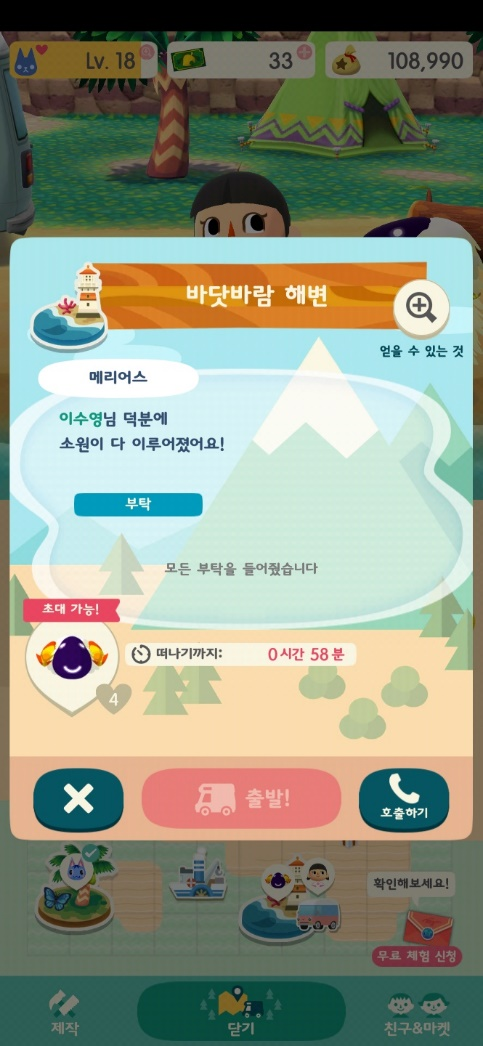 Lv. 18
33
108,990
바닷바람 해변
얻을 수 있는 것
메리어스
이수영님 덕분에
소원이 다 이루어졌어요!
부탁
모든 부탁을 들어줬습니다
초대 가능!
떠나기까지: 0시간 58분
4
출발!
호출하기
확인해보세요!
무료 체험 신청
제작
닫기
친구&마켓